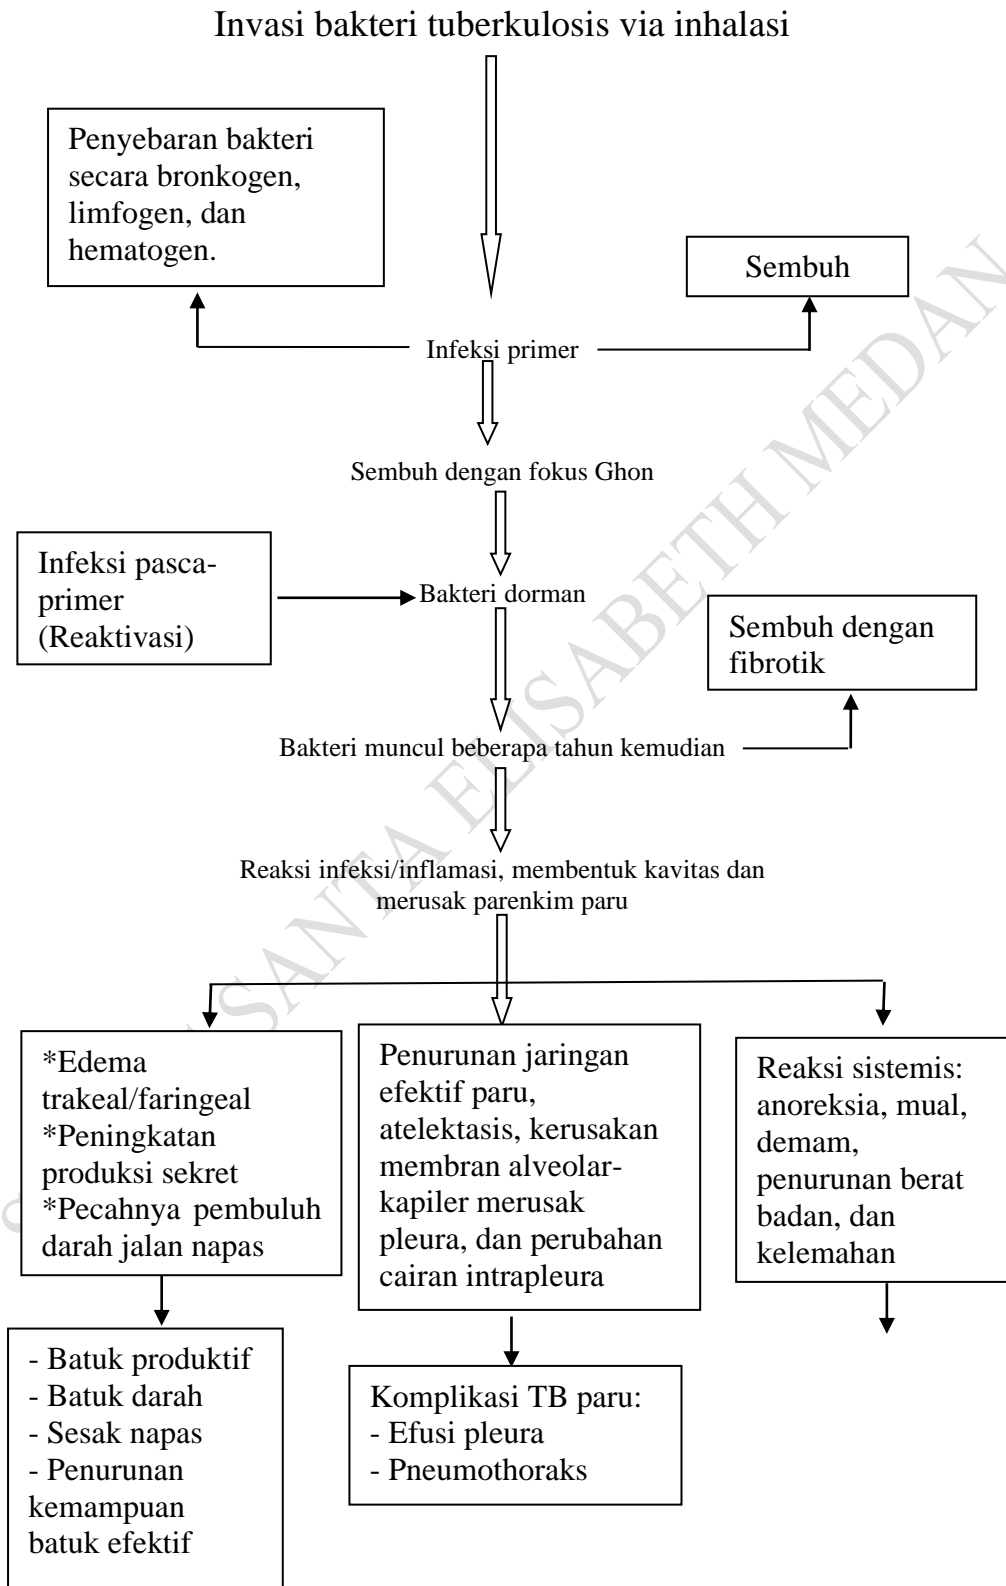 Invasi bakteri tuberkulosis via inhalasi
Penyebaran bakteri
secara bronkogen,
limfogen, dan
hematogen.
Sembuh
Infeksi primer
Sembuh dengan fokus Ghon
Infeksi pasca-
primer
(Reaktivasi)
Bakteri dorman
Sembuh dengan
fibrotik
Bakteri muncul beberapa tahun kemudian
Reaksi infeksi/inflamasi, membentuk kavitas dan
merusak parenkim paru
*Edema
trakeal/faringeal
*Peningkatan
produksi sekret
*Pecahnya pembuluh
darah jalan napas
Penurunan jaringan
efektif paru,
atelektasis, kerusakan
membran alveolar-
kapiler merusak
pleura, dan perubahan
cairan intrapleura
Reaksi sistemis:
anoreksia, mual,
demam,
penurunan berat
badan, dan
kelemahan
- Batuk produktif
- Batuk darah
- Sesak napas
- Penurunan
kemampuan
batuk efektif
Komplikasi TB paru:
- Efusi pleura
- Pneumothoraks
SANTA ELISABETH MEDAN